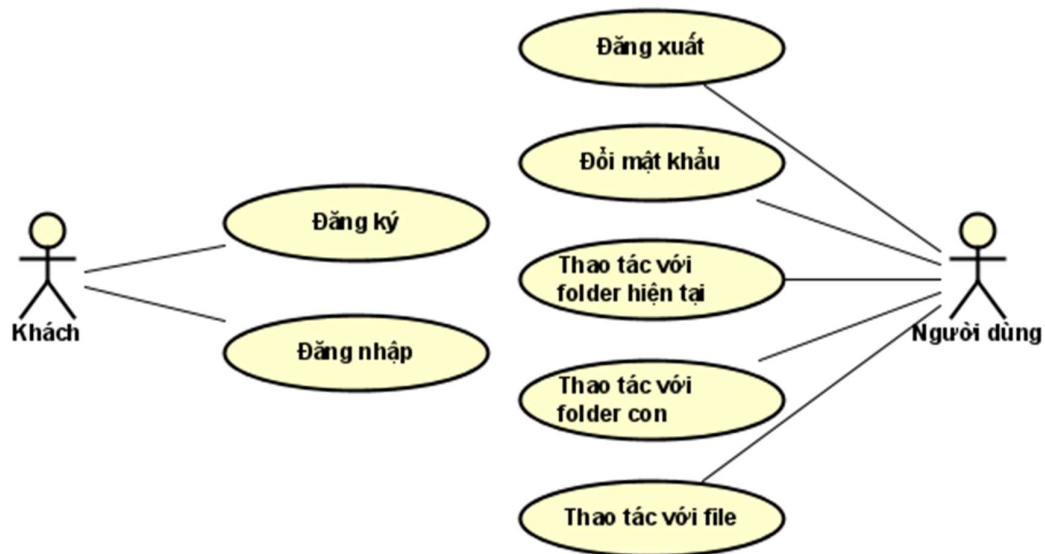 Đăng xuất
Đổi mật khẩu
Đăng ký
Thao tác với
folder hiện tại
Khách
Người dùng
Đăng nhập
Thao tác với
folder con
Thao tác với file